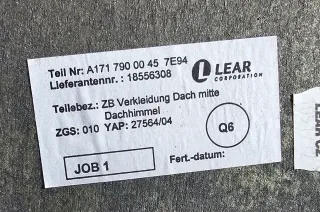 Teil Nr: A171 790 00 45 7E94
Lieferantennr. : 18556308
LEAR
CORPORATION
Teilebez.: ZB Verkleidung Dach mitte
Dachhimmel
ZGS: 010 YAP: 27564/04
Q6
JOB 1
Fert.-datum:
LEAR